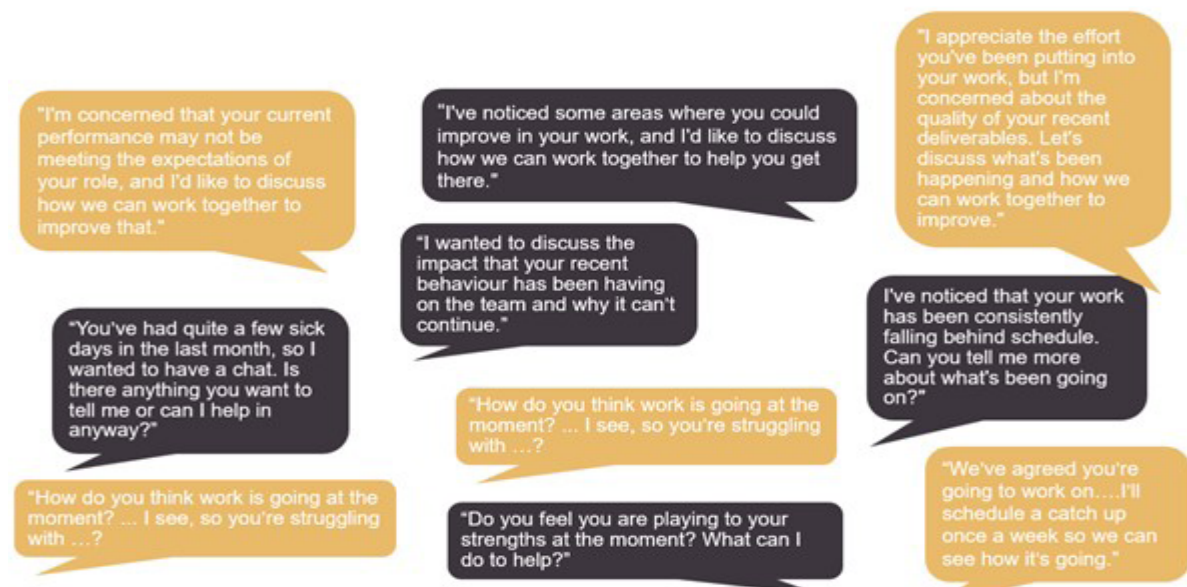 "I'm concerned that your current
performance may not be
meeting the expectations of
your role, and I'd like to discuss
how we can work together to
improve that."
"I've noticed some areas where you could
improve in your work, and I'd like to discuss
how we can work together to help you get
there."
"I appreciate the effort
you've been putting into
your work, but I'm
concerned about the
quality of your recent
deliverables. Let's
discuss what's been
happening and how we
can work together to
improve."
"I wanted to discuss the
impact that your recent
behaviour has been having
on the team and why it can't
continue."
"You've had quite a few sick
days in the last month, so I
wanted to have a chat. Is
there anything you want to
tell me or can I help in
anyway?"
I've noticed that your work
has been consistently
falling behind schedule.
Can you tell me more
about what's been going
on?"
"How do you think work is going at the
moment? ... I see, so you're struggling
with ...?
"How do you think work is going at the
moment? ... I see, so you're struggling
with ...?
"Do you feel you are playing to your
strengths at the moment? What can I
do to help?"
"We've agreed you're
going to work on....I'll
schedule a catch up
once a week so we can
see how it's going."